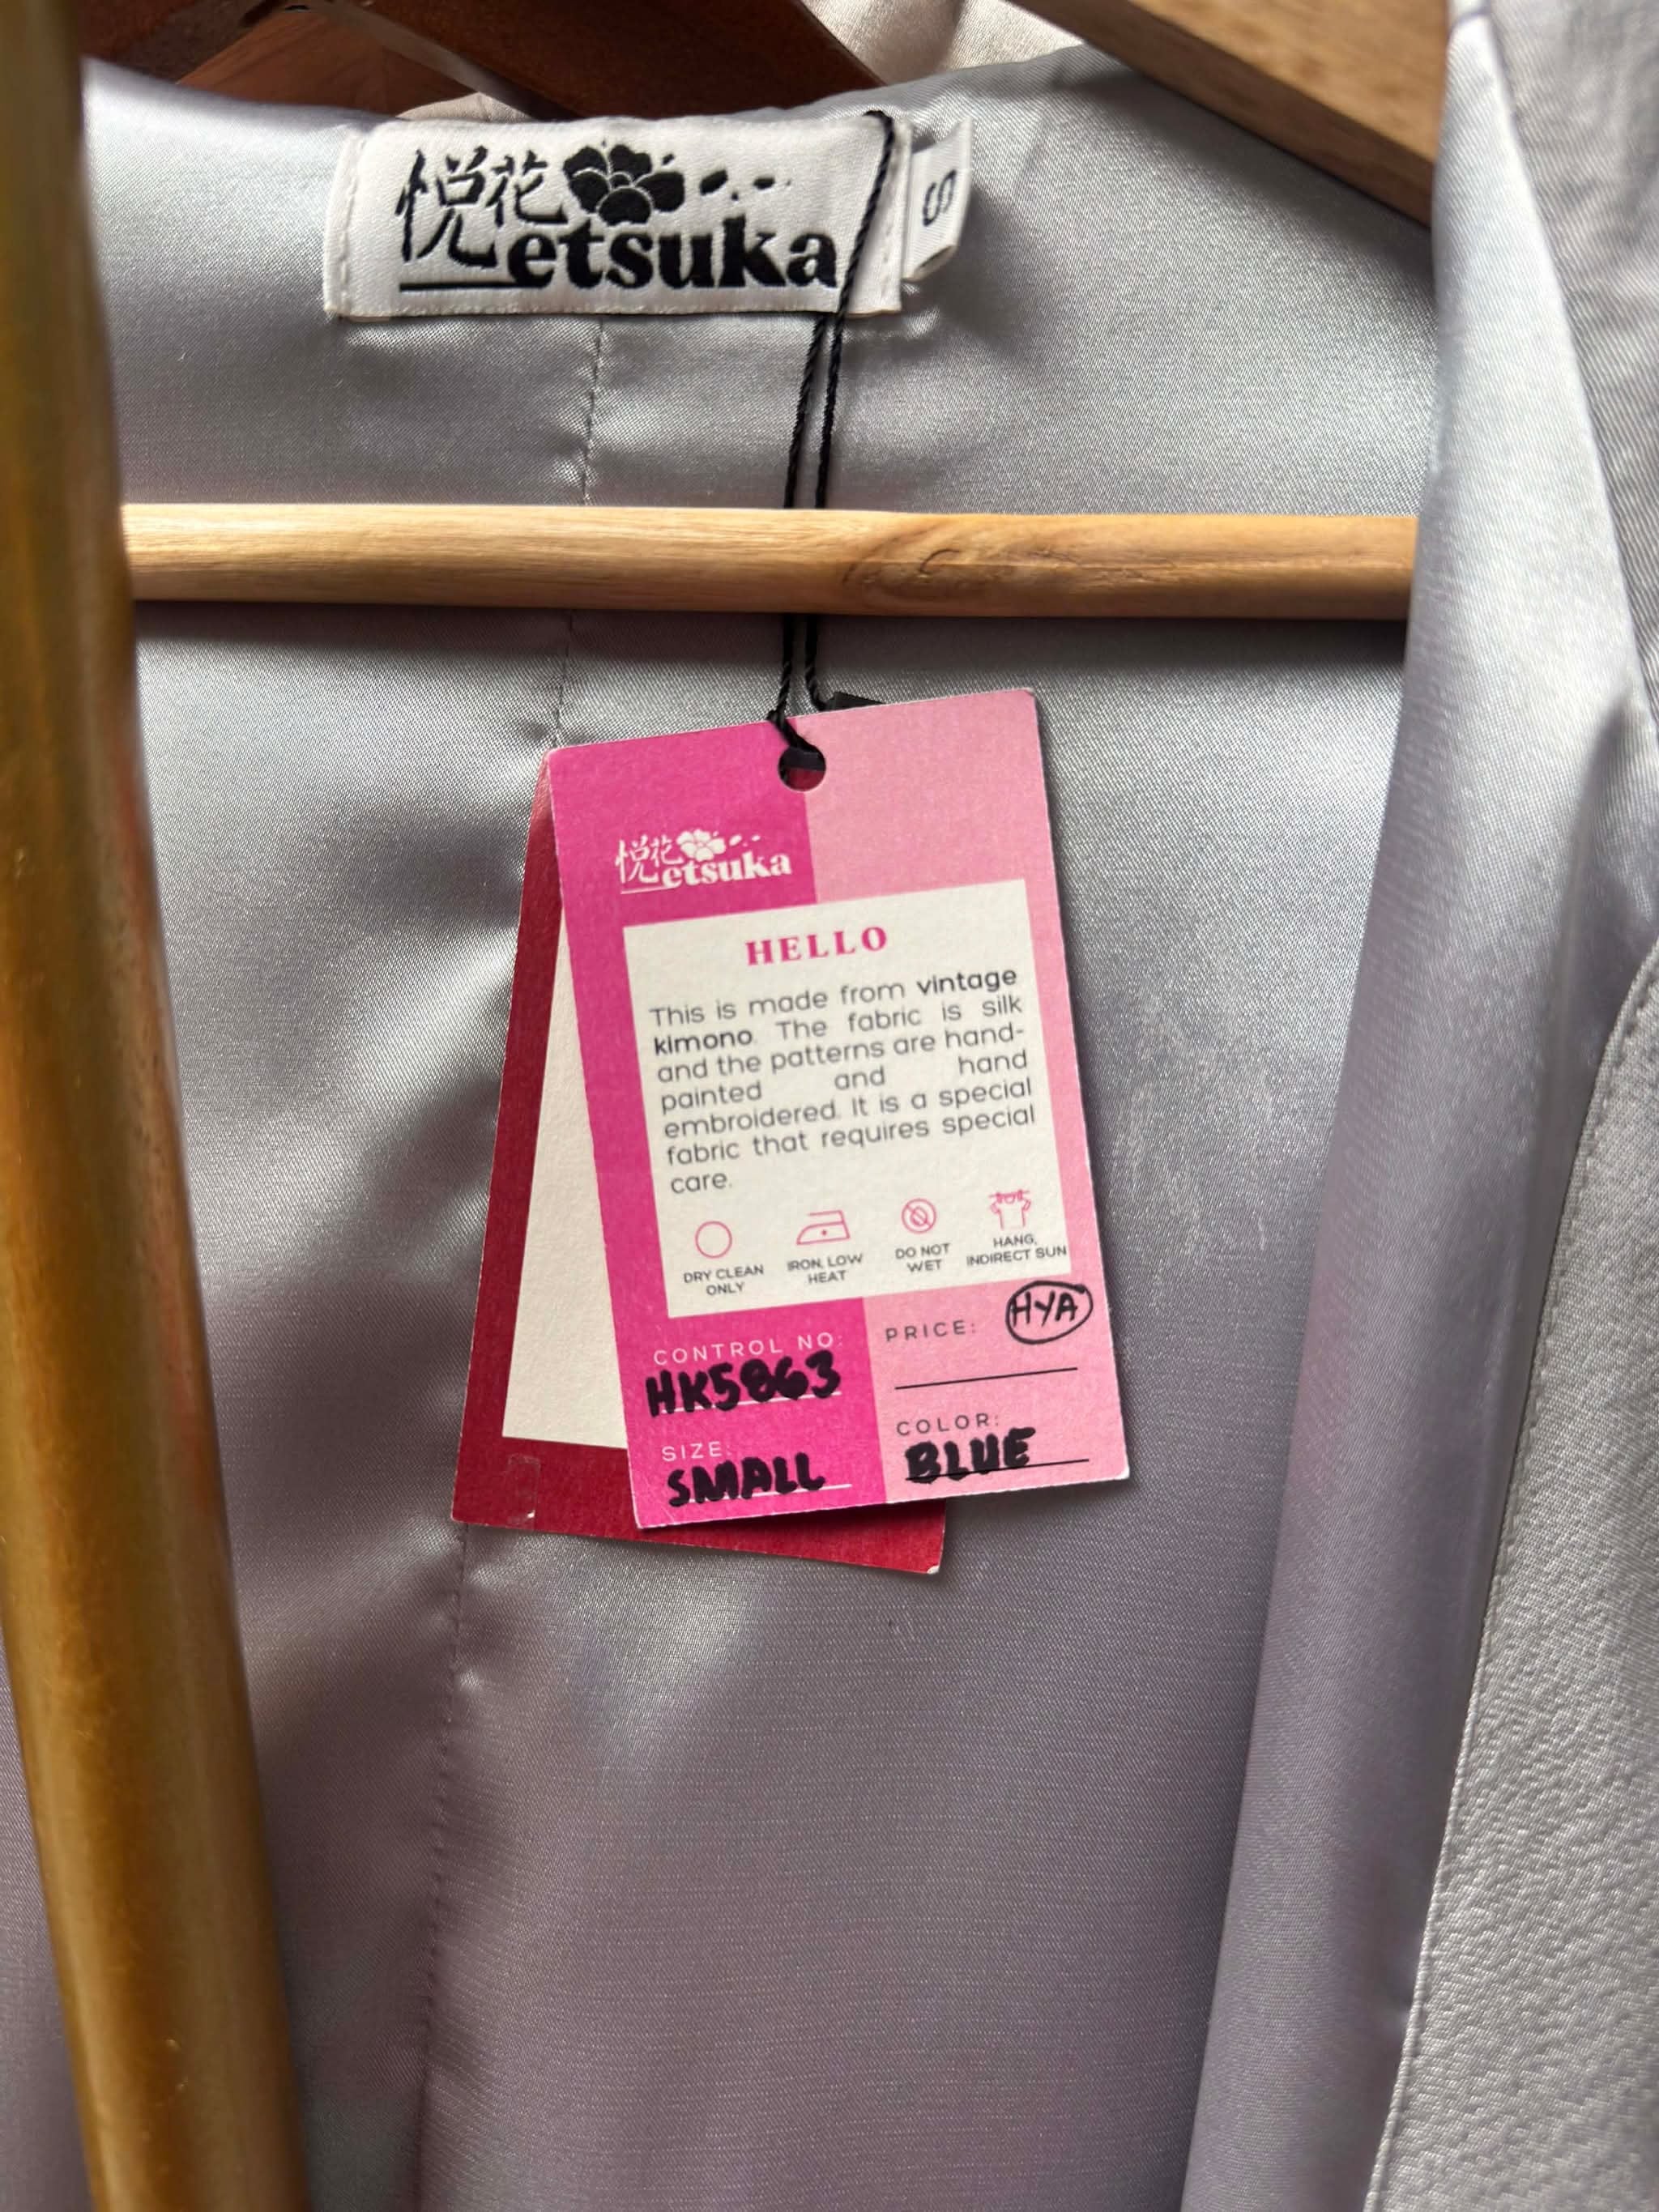 悦花
etsuka
S
悦花
etsuka
HELLO
This is made from vintage
kimono. The fabric is silk
and the patterns are hand-
painted and hand
embroidered. It is a special
fabric that requires special
care.
DRY CLEAN
ONLY
IRON, LOW
HEAT
DO NOT
WET
HANG,
INDIRECT SUN
CONTROL NO:
HK5863
PRICE:
HYA
SIZE:
SMALL
COLOR:
BLUE